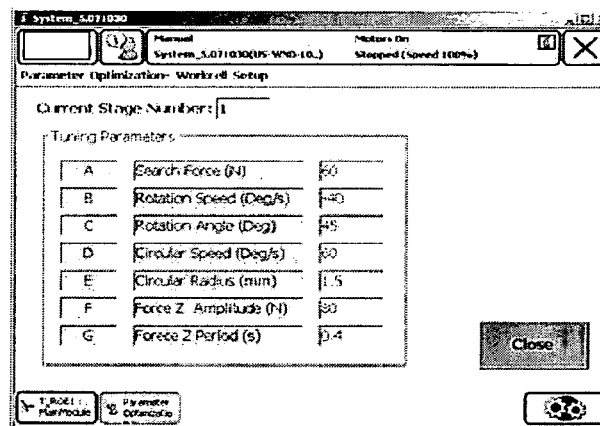 System_5.071030
Manual
System_5.071030(US-WND-10..)
Motors On
Stopped (Speed 100%)
Parameter Optimization- Workcell Setup
Current Stage Number: 1
Tuning Parameters
A Search Force (N) 60
B Rotation Speed (Deg/s) 40
C Rotation Angle (Deg) 45
D Circular Speed (Deg/s) 60
E Circular Radius (mm) 1.5
F Force Z Amplitude (N) 80
G Forece Z Period (s) 0.4
Close
T_ROB1:
MainModule
Parameter
Optimizatio